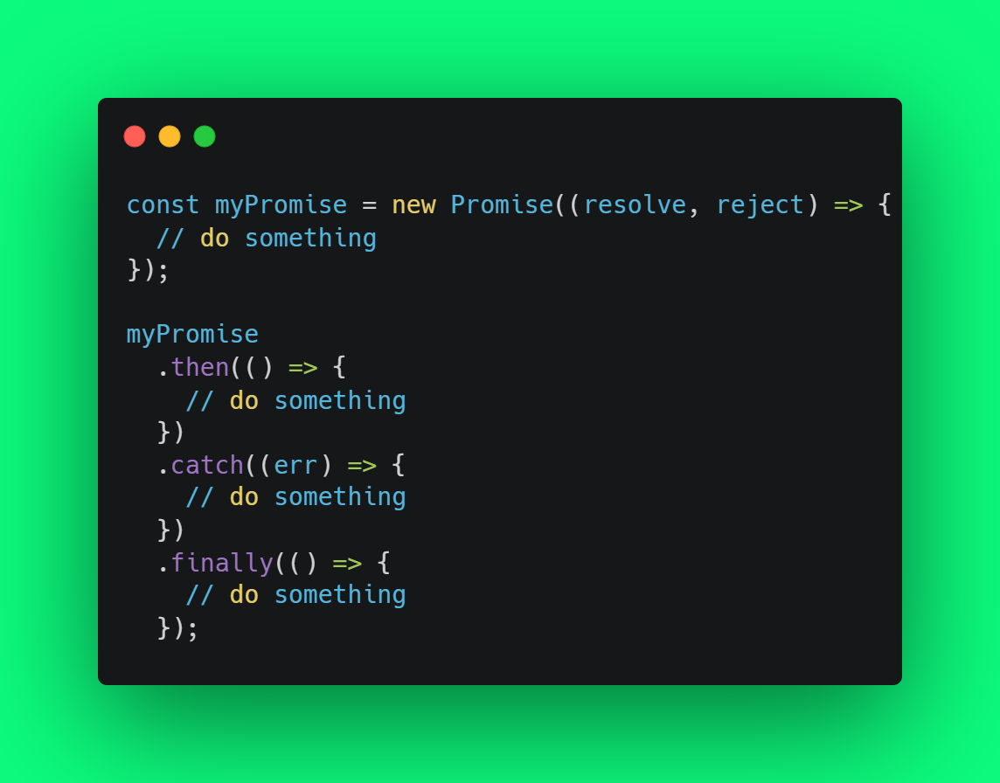 const myPromise = new Promise((resolve, reject) => {
  // do something
});

myPromise
  .then(() => {
    // do something
  })
  .catch((err) => {
    // do something
  })
  .finally(() => {
    // do something
  });